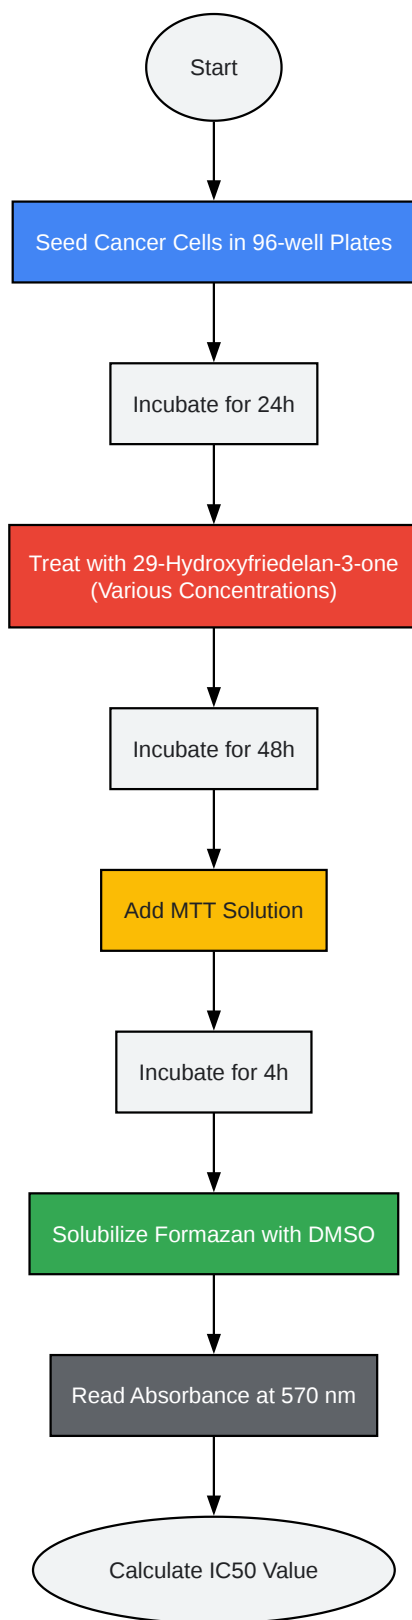 Start
Seed Cancer Cells in 96-well Plates
Incubate for 24h
Treat with 29-Hydroxyfriedelan-3-one
(Various Concentrations)
Incubate for 48h
Add MTT Solution
Incubate for 4h
Solubilize Formazan with DMSO
Read Absorbance at 570 nm
Calculate IC50 Value